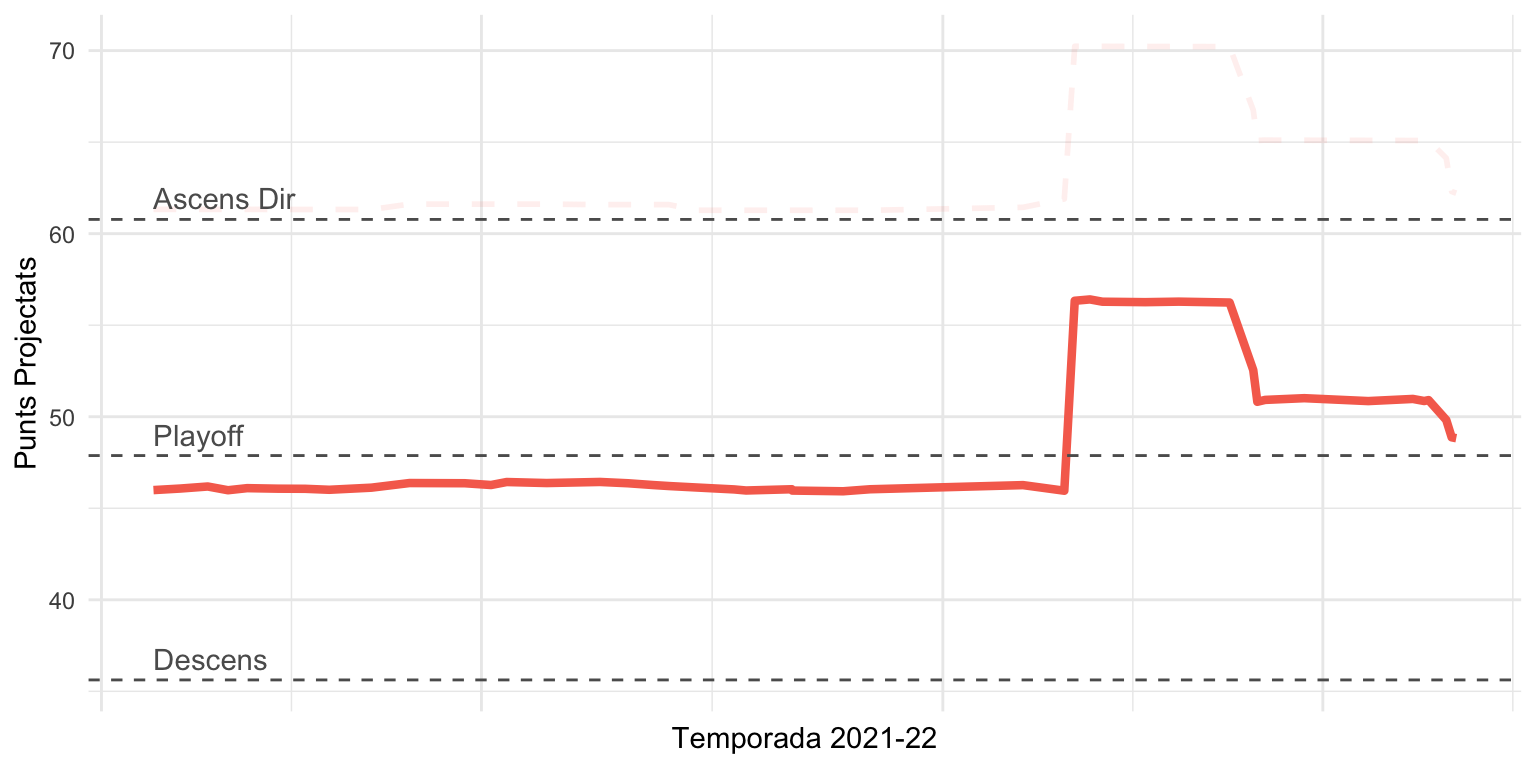 70
Ascens Dir
60
Punts Projectats
50
Playoff
40
Descens
Temporada 2021-22